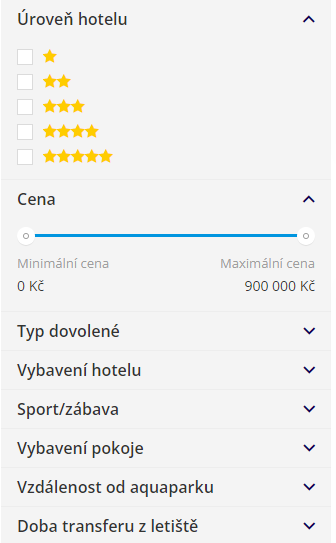 Úroveň hotelu
Cena
Minimální cena Maximální cena
0 Kč 900 000 Kč
Typ dovolené
Vybavení hotelu
Sport/zábava
Vybavení pokoje
Vzdálenost od aquaparku
Doba transferu z letiště